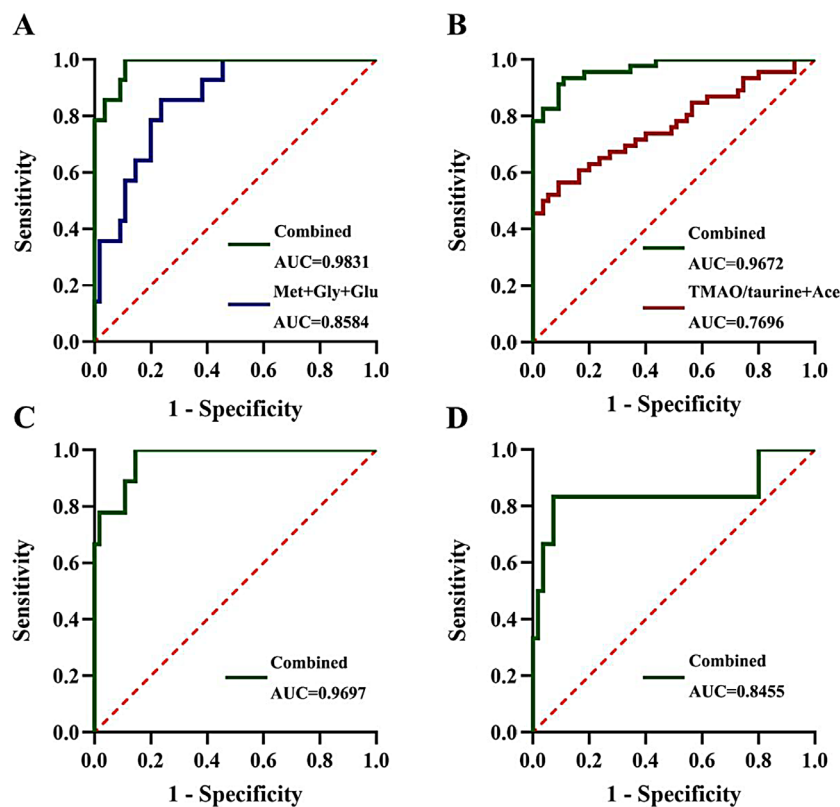 A
1.0
0.8
0.6
0.4
0.2
0.0
Sensitivity
Combined
AUC=0.9831
Met+Gly+Glu
AUC=0.8584
0.0 0.2 0.4 0.6 0.8 1.0
1 - Specificity
B
1.0
0.8
0.6
0.4
0.2
0.0
Sensitivity
Combined
AUC=0.9672
TMAO/taurine+Ace
AUC=0.7696
0.0 0.2 0.4 0.6 0.8 1.0
1 - Specificity
C
1.0
0.8
0.6
0.4
0.2
0.0
Sensitivity
Combined
AUC=0.9697
0.0 0.2 0.4 0.6 0.8 1.0
1 - Specificity
D
1.0
0.8
0.6
0.4
0.2
0.0
Sensitivity
Combined
AUC=0.8455
0.0 0.2 0.4 0.6 0.8 1.0
1 - Specificity